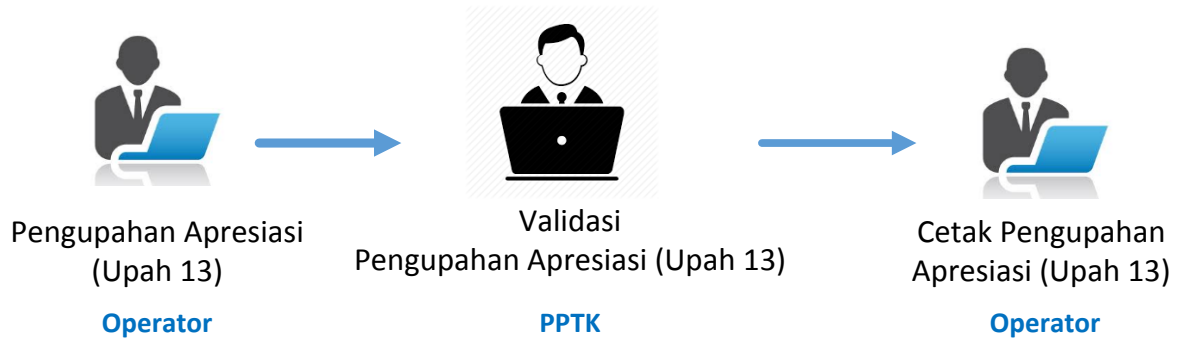 Pengupahan Apresiasi
(Upah 13)
Operator
Validasi
Pengupahan Apresiasi (Upah 13)
PPTK
Cetak Pengupahan
Apresiasi (Upah 13)
Operator